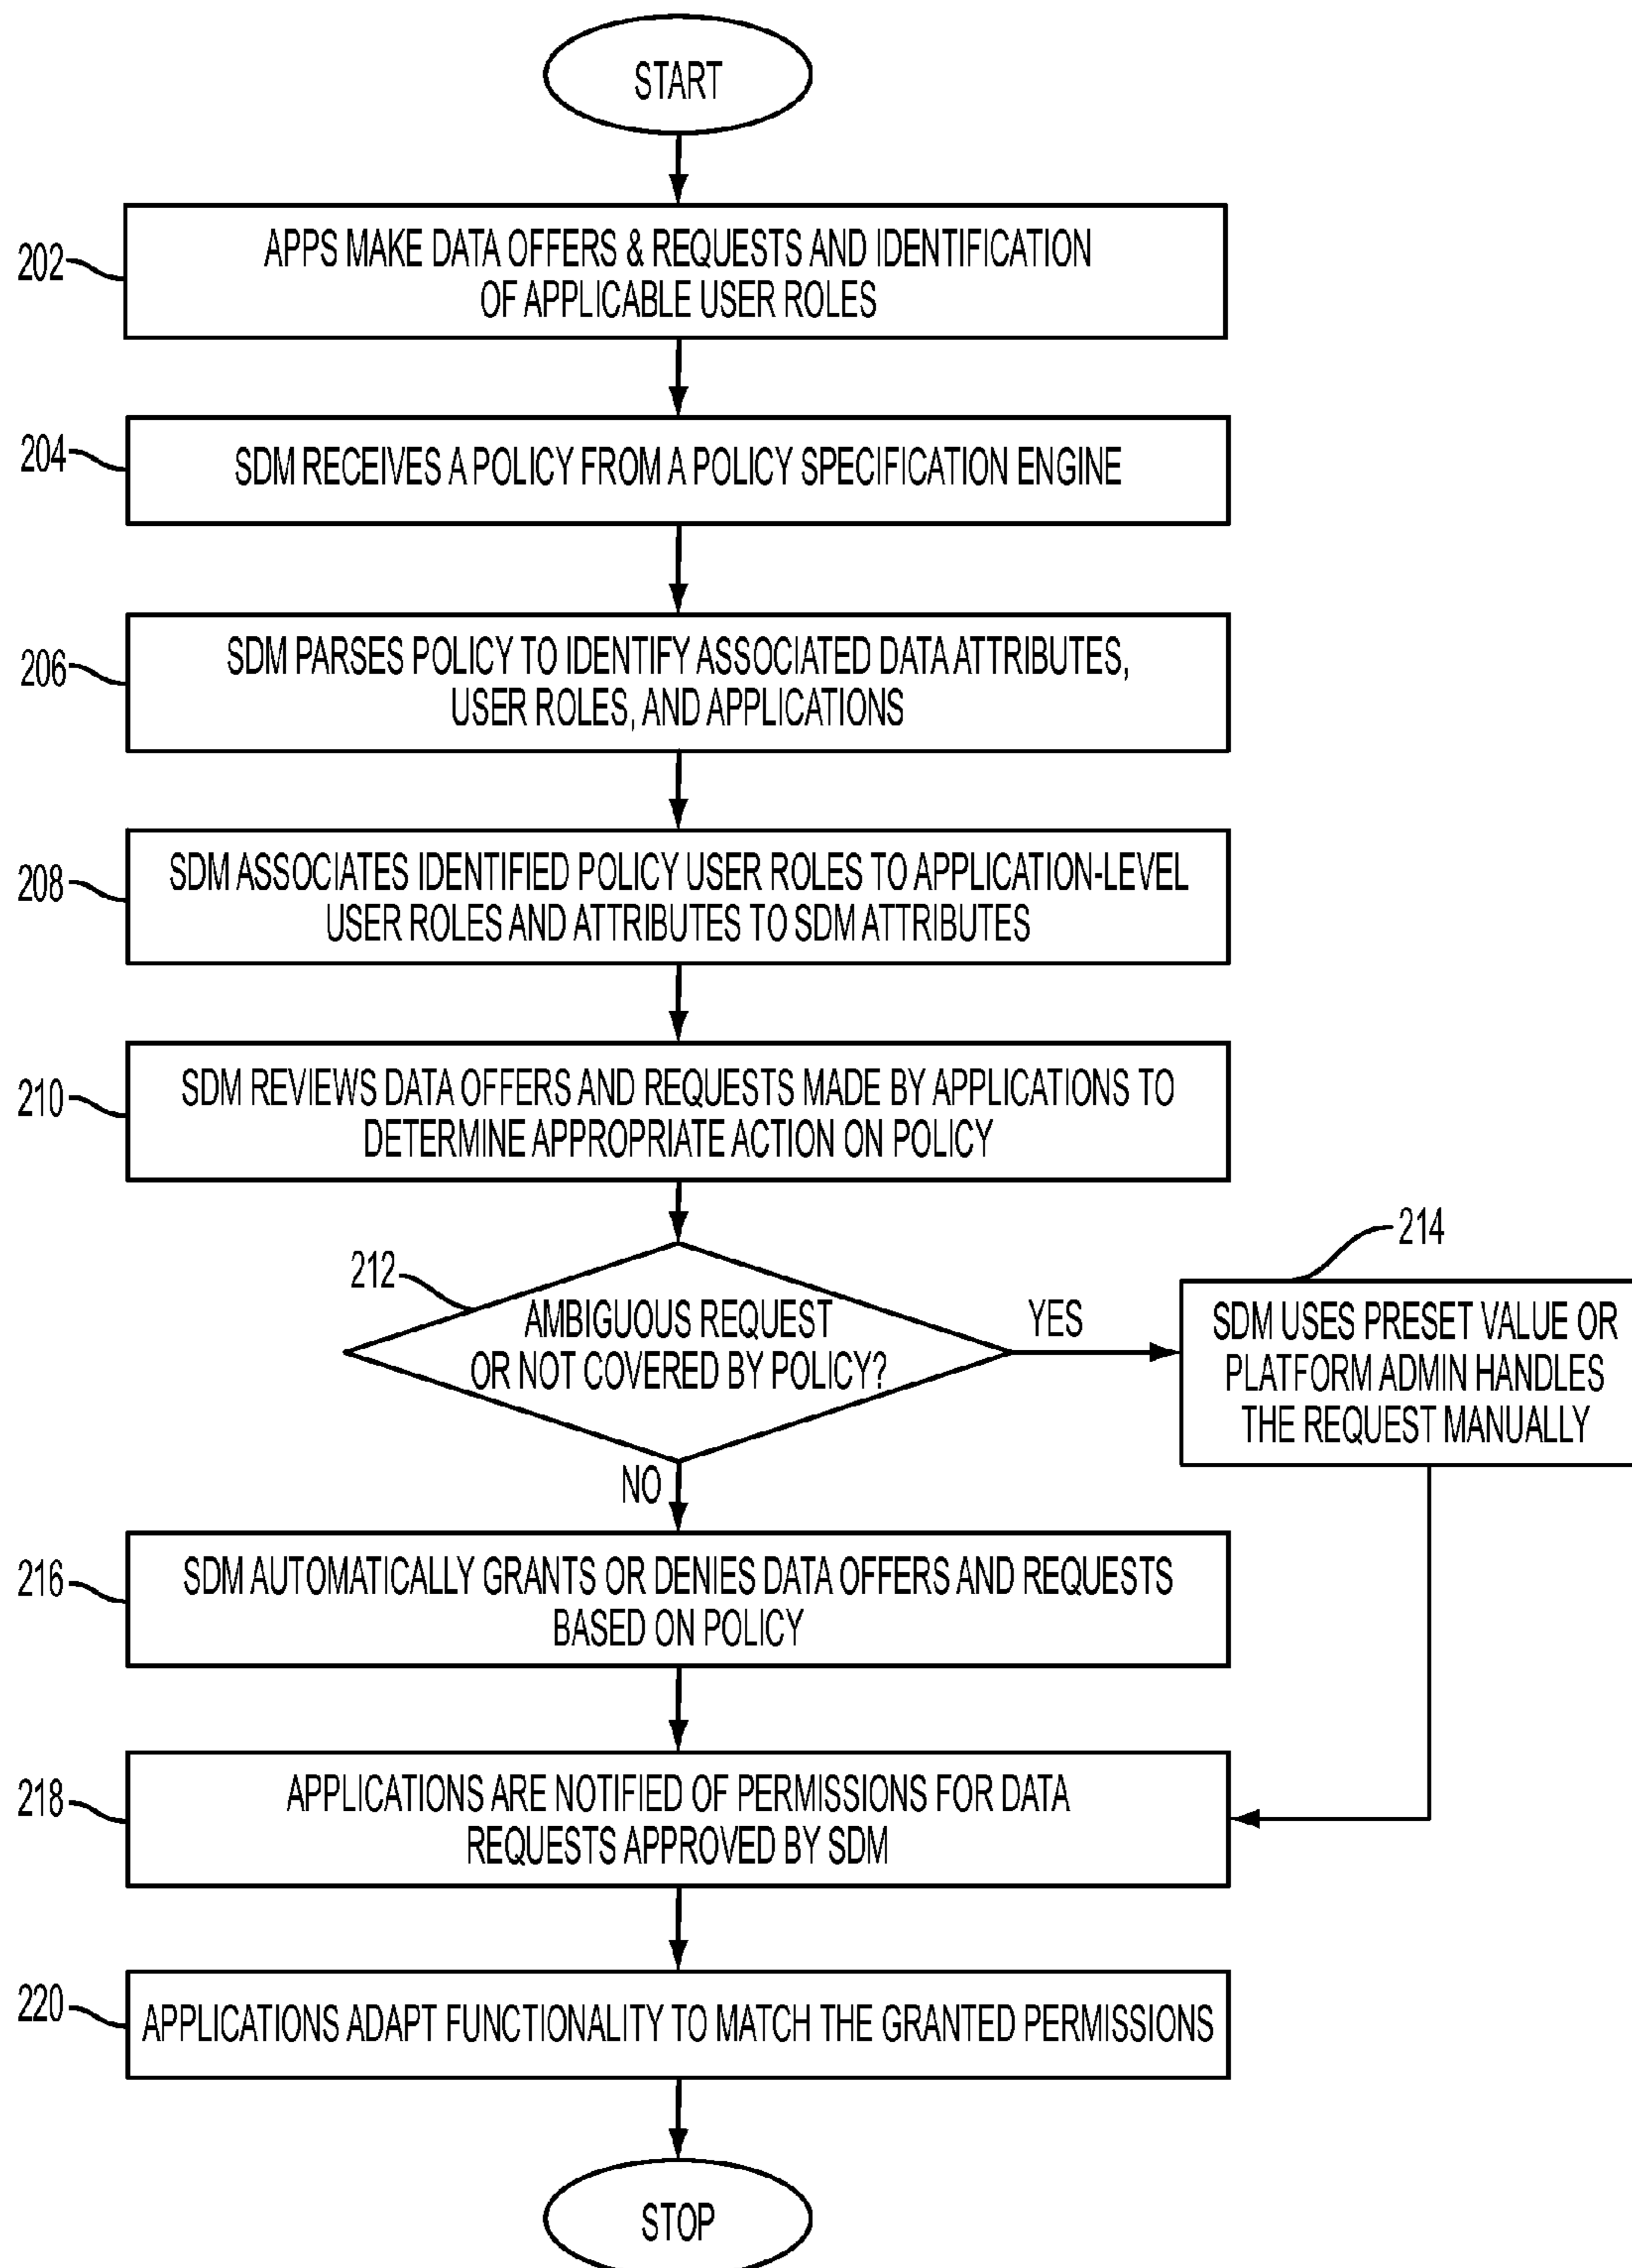 START
202
APPS MAKE DATA OFFERS & REQUESTS AND IDENTIFICATION
OF APPLICABLE USER ROLES
204
SDM RECEIVES A POLICY FROM A POLICY SPECIFICATION ENGINE
206
SDM PARSES POLICY TO IDENTIFY ASSOCIATED DATA ATTRIBUTES,
USER ROLES, AND APPLICATIONS
208
SDM ASSOCIATES IDENTIFIED POLICY USER ROLES TO APPLICATION-LEVEL
USER ROLES AND ATTRIBUTES TO SDM ATTRIBUTES
210
SDM REVIEWS DATA OFFERS AND REQUESTS MADE BY APPLICATIONS TO
DETERMINE APPROPRIATE ACTION ON POLICY
212
AMBIGUOUS REQUEST
OR NOT COVERED BY POLICY?
YES
214
SDM USES PRESET VALUE OR
PLATFORM ADMIN HANDLES
THE REQUEST MANUALLY
NO
216
SDM AUTOMATICALLY GRANTS OR DENIES DATA OFFERS AND REQUESTS
BASED ON POLICY
218
APPLICATIONS ARE NOTIFIED OF PERMISSIONS FOR DATA
REQUESTS APPROVED BY SDM
220
APPLICATIONS ADAPT FUNCTIONALITY TO MATCH THE GRANTED PERMISSIONS
STOP